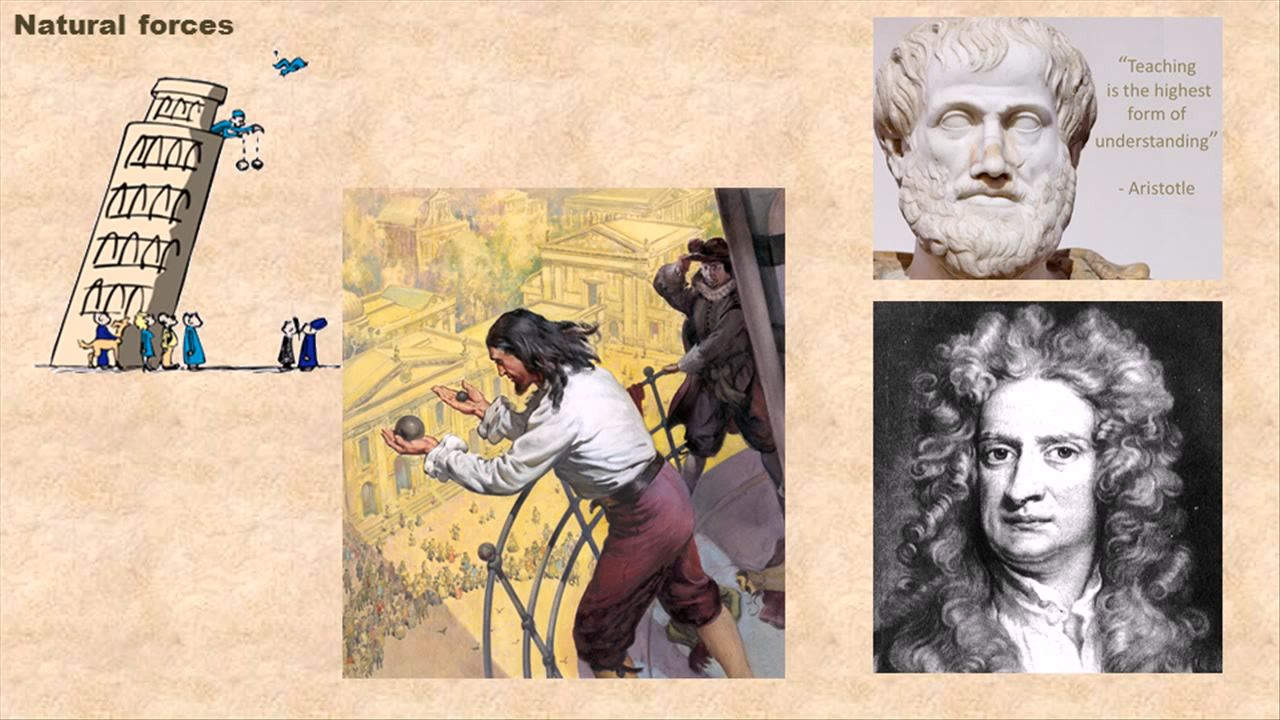 Natural forces
“Teaching
is the highest
form of
understanding”
- Aristotle